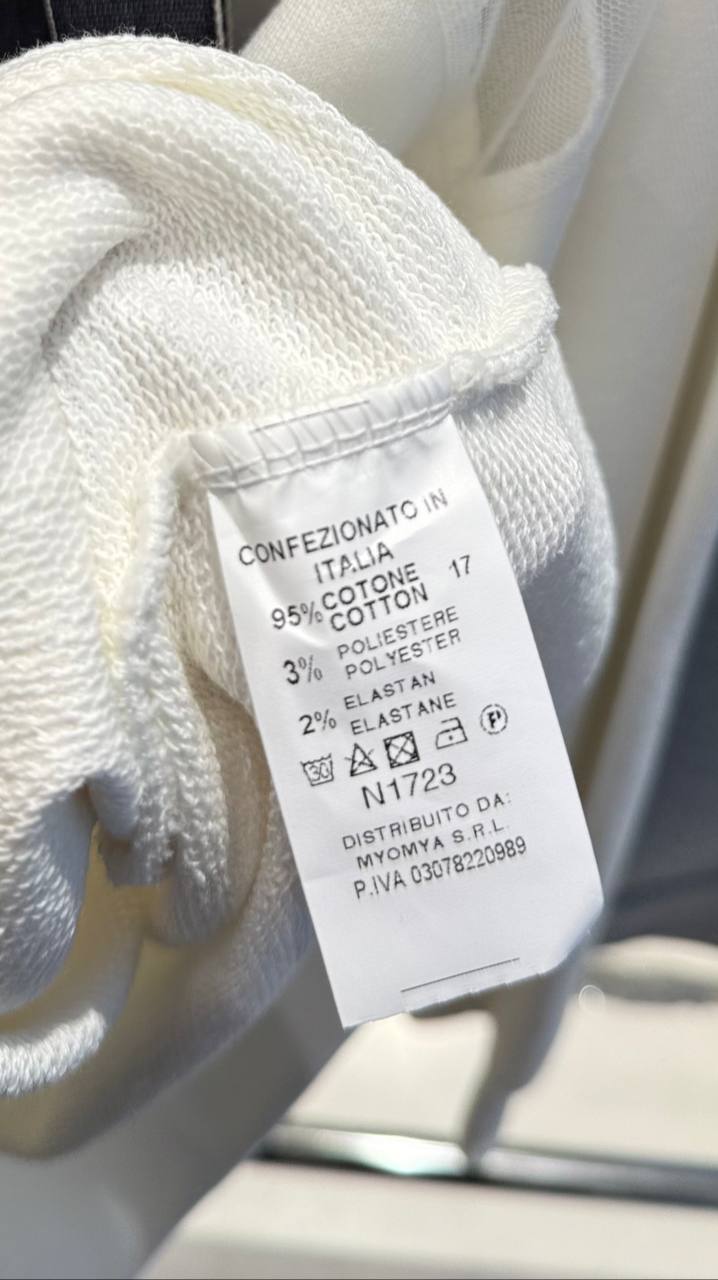 CONFEZIONATO IN
ITALIA
95% COTONE 17
COTTON
3% POLIESTERE
POLYESTER
2% ELASTAN
ELASTANE
30 P
N1723
DISTRIBUITO DA:
MYOMYA S.R.L.
P.IVA 03078220989